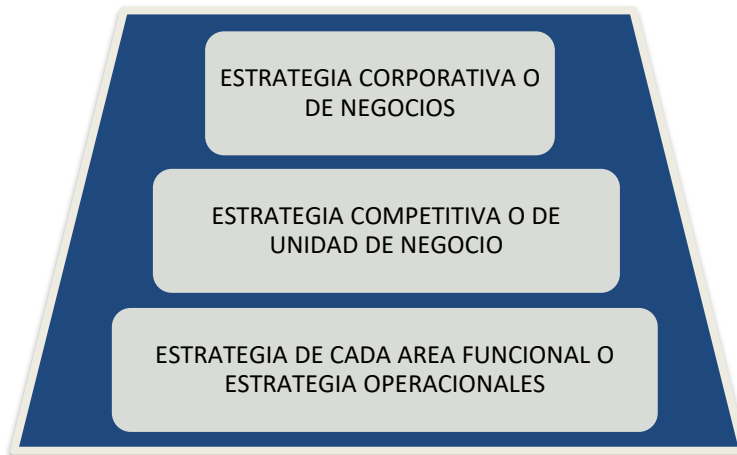 ESTRATEGIA CORPORATIVA O
DE NEGOCIOS
ESTRATEGIA COMPETITIVA O DE
UNIDAD DE NEGOCIO
ESTRATEGIA DE CADA AREA FUNCIONAL O
ESTRATEGIA OPERACIONALES